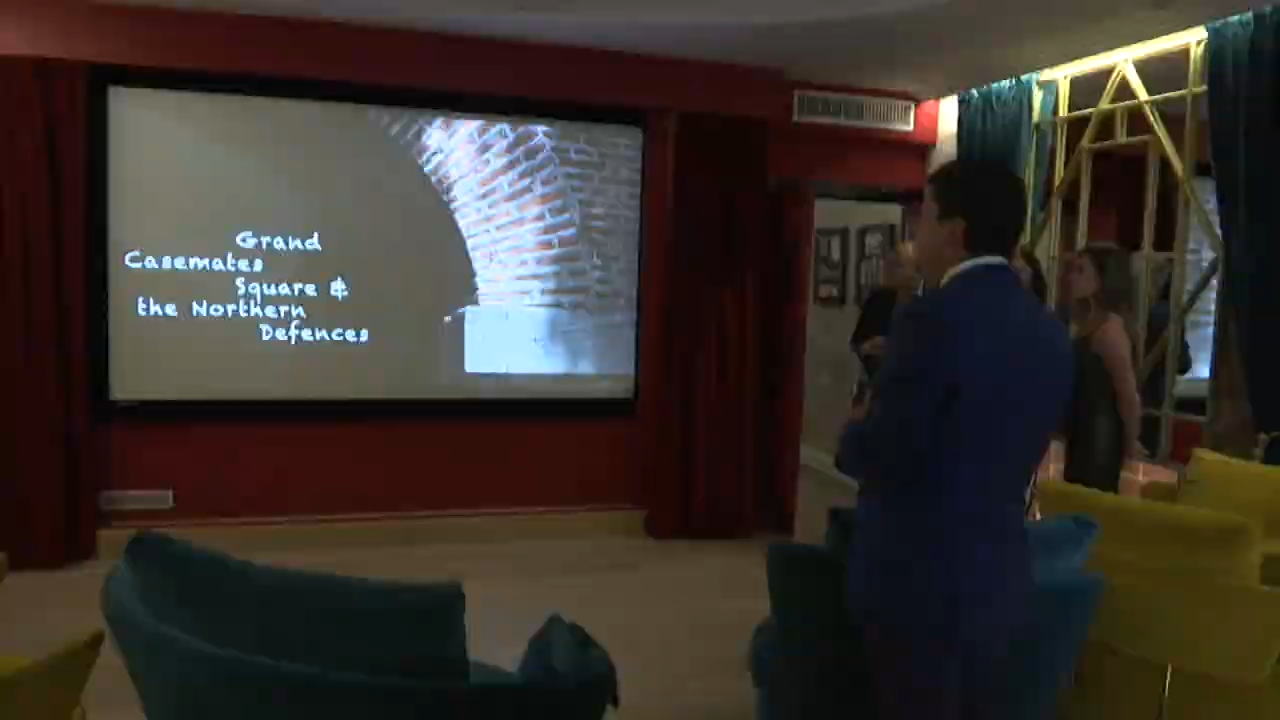 Grand
Casemates
Square &
the Northern
Defences